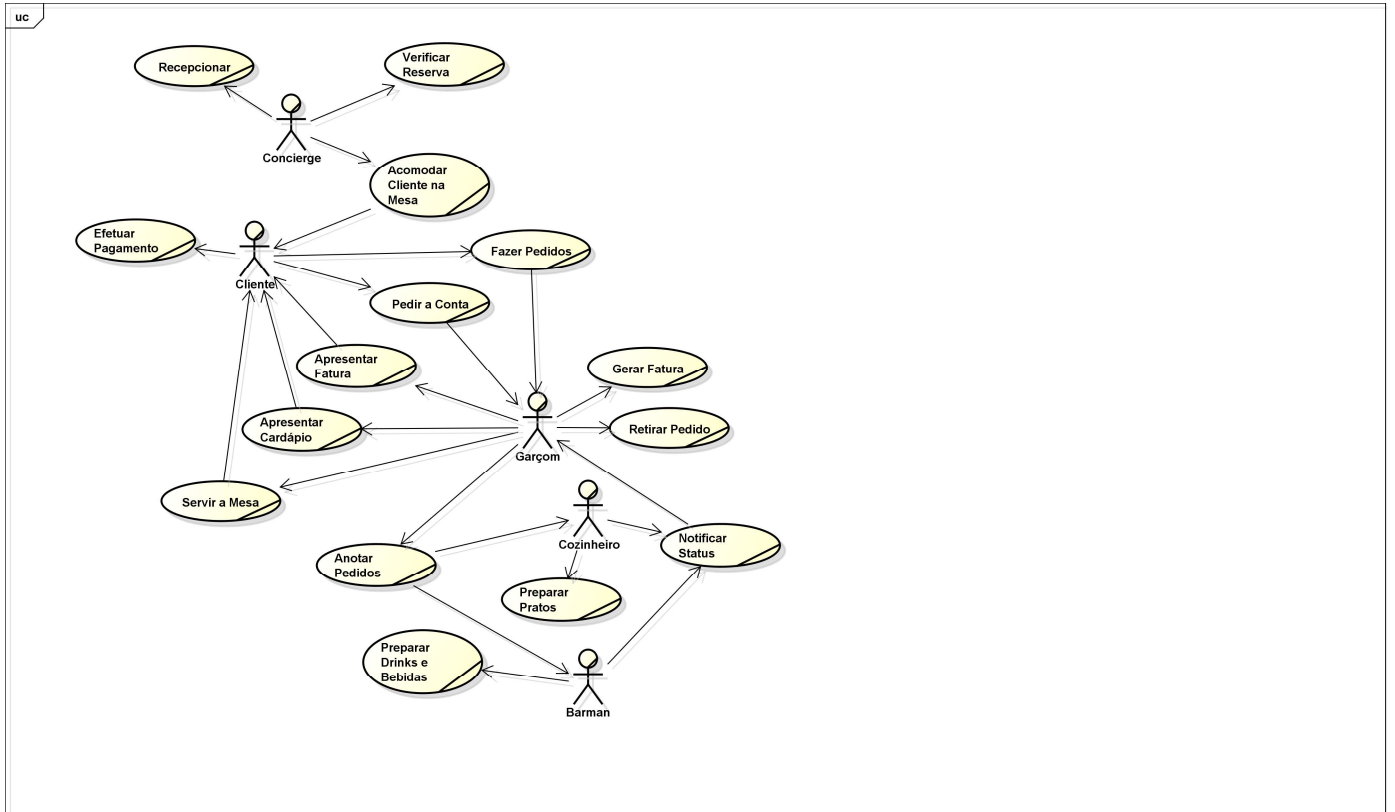 uc
Recepcionar
Verificar
Reserva
Concierge
Acomodar
Cliente na
Mesa
Efetuar
Pagamento
Cliente
Fazer Pedidos
Pedir a Conta
Apresentar
Fatura
Gerar Fatura
Apresentar
Cardápio
Garçom
Retirar Pedido
Servir a Mesa
Cozinheiro
Notificar
Status
Anotar
Pedidos
Preparar
Pratos
Preparar
Drinks e
Bebidas
Barman